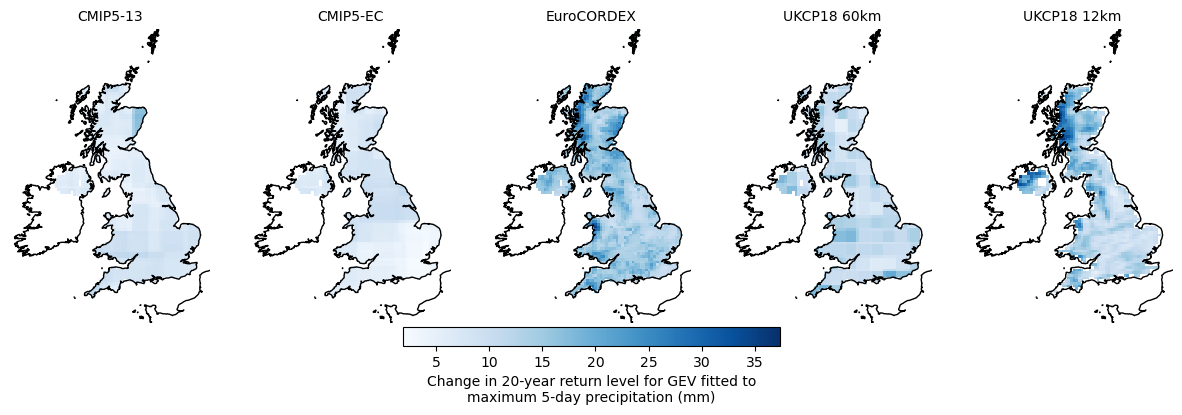 CMIP5-13
CMIP5-EC
EuroCORDEX
UKCP18 60km
UKCP18 12km
5 10 15 20 25 30 35
Change in 20-year return level for GEV fitted to
maximum 5-day precipitation (mm)